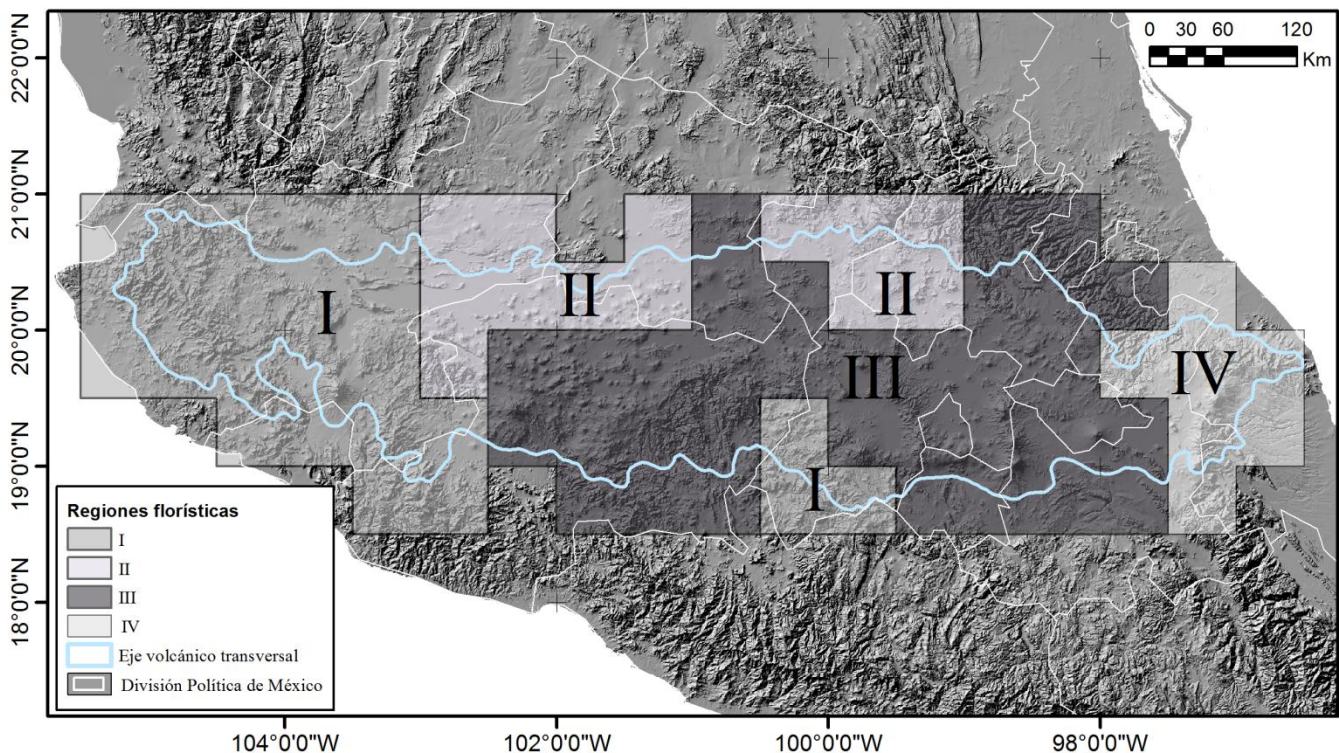 0 30 60 120
Km
22°0'0"N
21°0'0"N
20°0'0"N
19°0'0"N
18°0'0"N
I
II
II
III
IV
I
Regiones florísticas
I
II
III
IV
Eje volcánico transversal
División Política de México
104°0'0"W 102°0'0"W 100°0'0"W 98°0'0"W